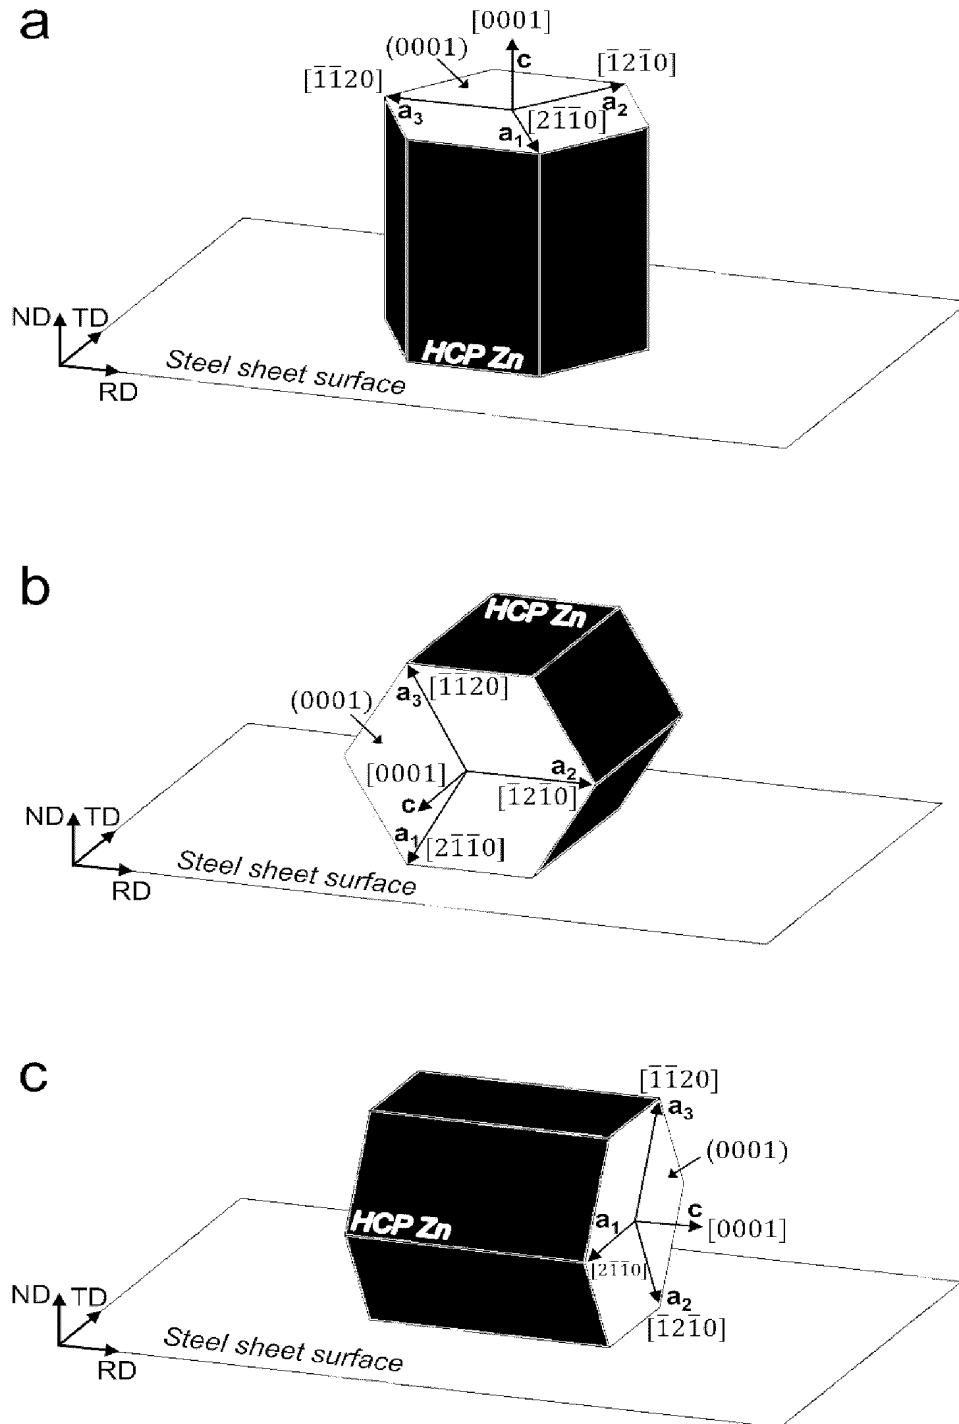 a
[0001]
(0001)
c
[1̅21̅0]
[1̅1̅20]
a₃
a₂
[21̅1̅0]
a₁
HCP Zn
ND
TD
RD
Steel sheet surface
b
HCP Zn
[1̅1̅20]
a₃
(0001)
[0001]
a₂
[1̅21̅0]
c
a₁
[21̅1̅0]
ND
TD
RD
Steel sheet surface
c
[1̅1̅20]
a₃
(0001)
HCP Zn
a₁
c
[0001]
[21̅1̅0]
a₂
[1̅21̅0]
ND
TD
RD
Steel sheet surface